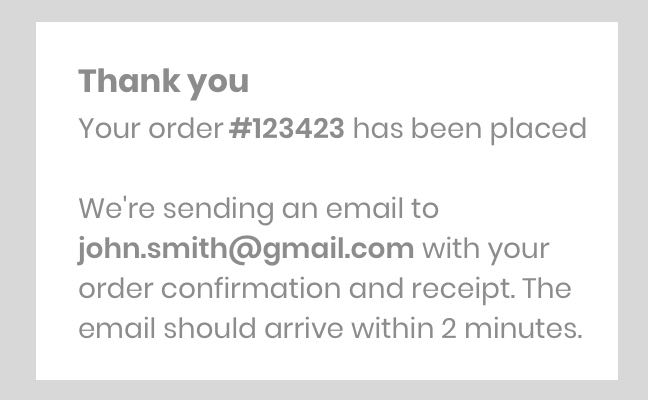 Thank you
Your order #123423 has been placed
We're sending an email to
john.smith@gmail.com with your
order confirmation and receipt. The
email should arrive within 2 minutes.